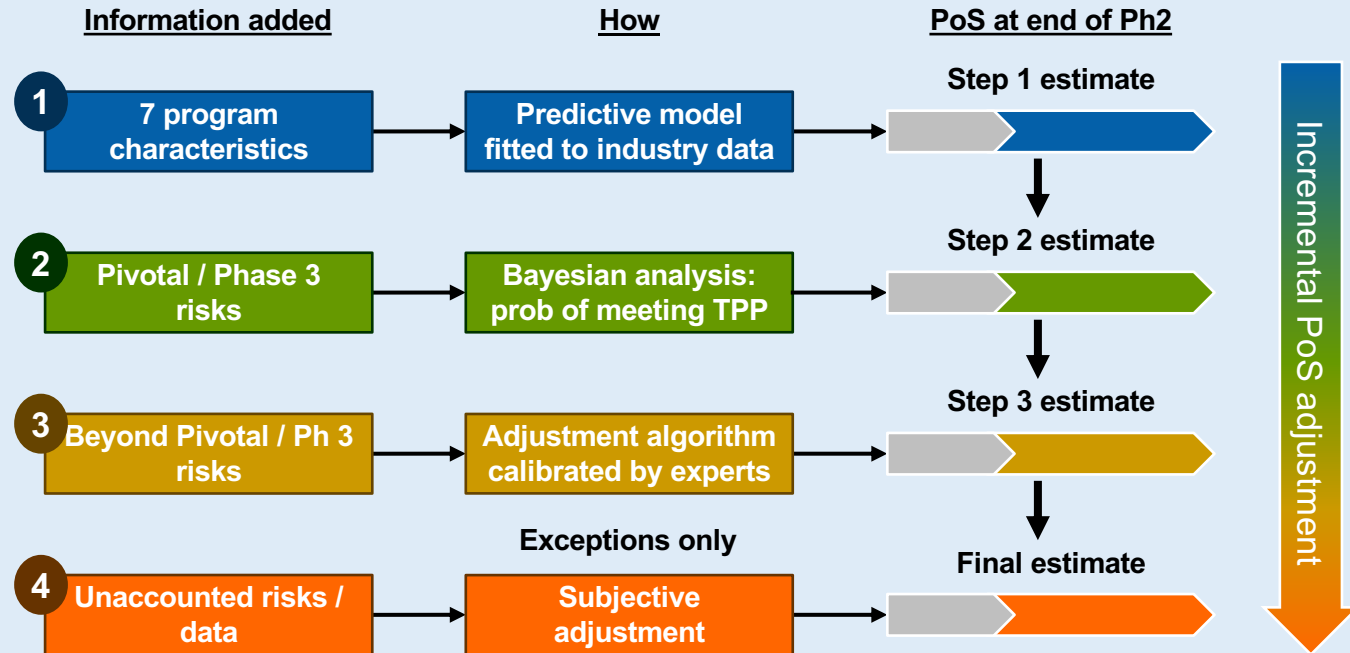 Information added
How
PoS at end of Ph2
1
7 program
characteristics
Predictive model
fitted to industry data
Step 1 estimate
2
Pivotal / Phase 3
risks
Bayesian analysis:
prob of meeting TPP
Step 2 estimate
3
Beyond Pivotal / Ph 3
risks
Adjustment algorithm
calibrated by experts
Step 3 estimate
4
Unaccounted risks /
data
Exceptions only
Subjective
adjustment
Final estimate
Incremental PoS adjustment